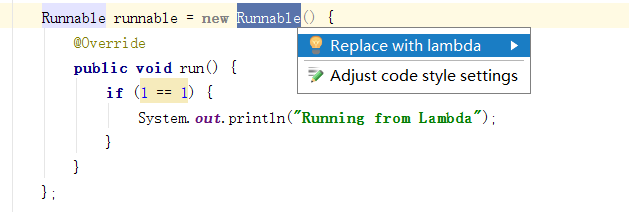 Runnable runnable = new Runnable() {
@Override
Replace with lambda
public void run() {
Adjust code style settings
if (1 == 1) {
System.out.println("Running from Lambda");
}
}
};